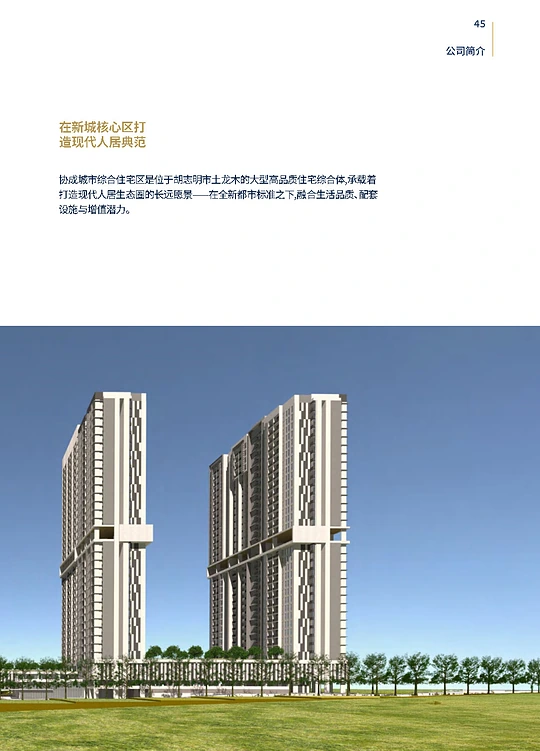 45
公司简介
在新城核心区打
造现代人居典范
协成城市综合住宅区是位于胡志明市土龙木的大型高品质住宅综合体,承载着
打造现代人居生态圈的长远愿景——在全新都市标准之下,融合生活品质、配套
设施与增值潜力。